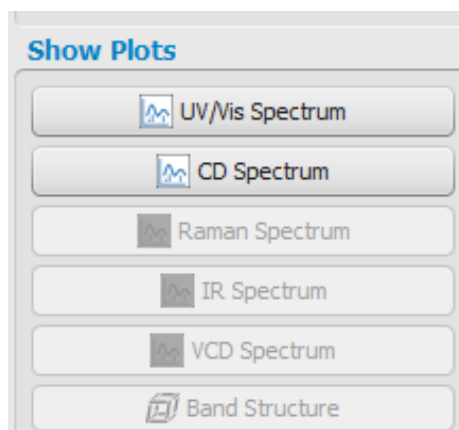 Show Plots
UV/Vis Spectrum
CD Spectrum
Raman Spectrum
IR Spectrum
VCD Spectrum
Band Structure